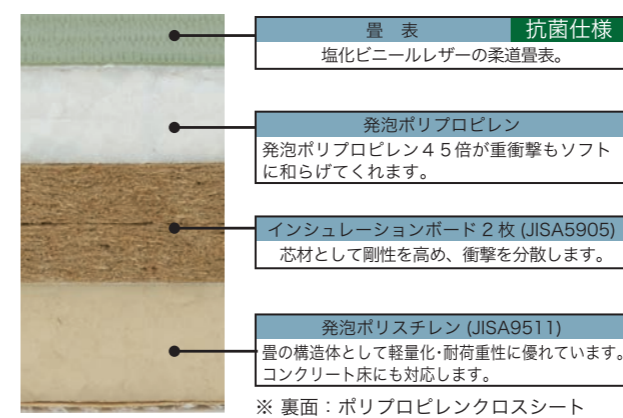 畳 表 抗菌仕様
塩化ビニールレザーの柔道畳表。
発泡ポリプロピレン
発泡ポリプロピレン４５倍が重衝撃もソフト
に和らげてくれます。
インシュレーションボード 2 枚 (JISA5905)
芯材として剛性を高め、衝撃を分散します。
発泡ポリスチレン (JISA9511)
畳の構造体として軽量化・耐荷重性に優れています。
コンクリート床にも対応します。
※ 裏面：ポリプロピレンクロスシート